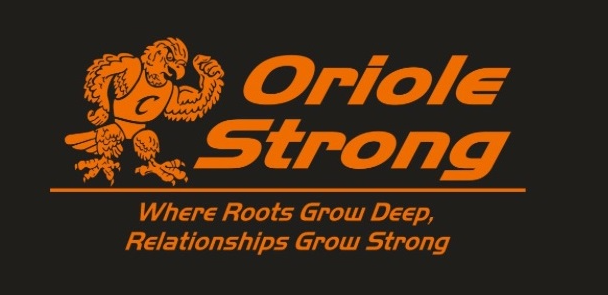 C
Oriole
Strong
Where Roots Grow Deep,
Relationships Grow Strong